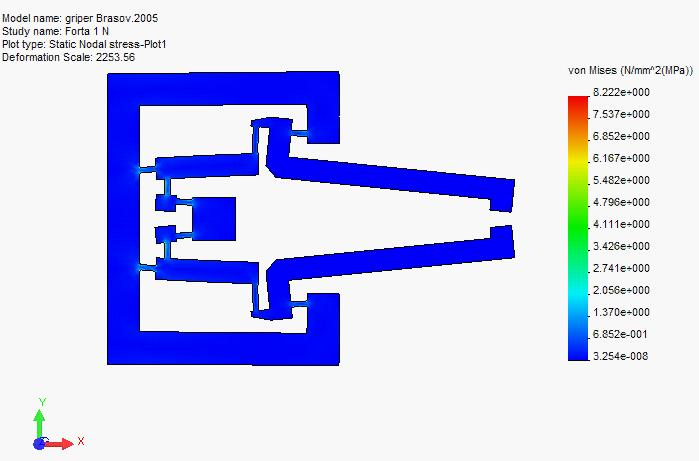 Model name: griper Brasov.2005
Study name: Forta 1 N
Plot type: Static Nodal stress-Plot1
Deformation Scale: 2253.56
von Mises (N/mm^2(MPa))
8.222e+000
7.537e+000
6.852e+000
6.167e+000
5.482e+000
4.796e+000
4.111e+000
3.426e+000
2.741e+000
2.056e+000
1.370e+000
6.852e-001
3.254e-008
Y
X